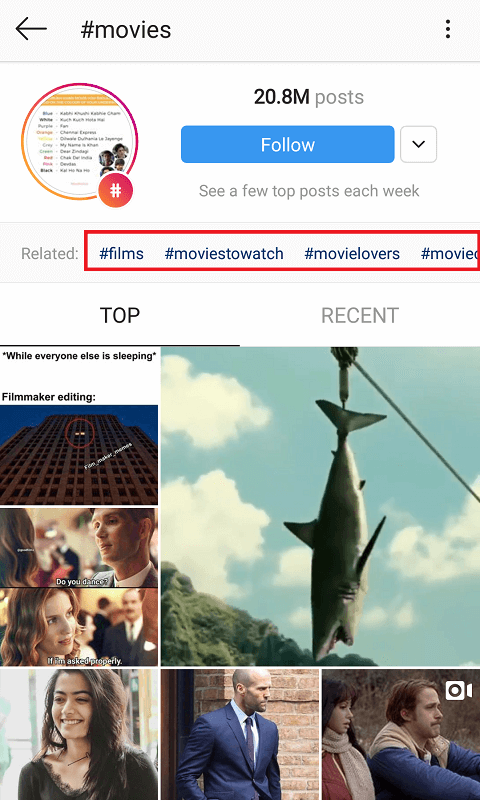 #movies
Blue - Kabhi Khushi Kabhie Gham
White - Kuch Kuch Hota Hai
Purple - Fan
Orange - Chennai Express
Yellow - Dilwale Dulhania Le Jayenge
Grey - My Name is Khan
Green - Dear Zindagi
Red - Chak De! India
Pink - Devdas
Black - Kal Ho Na Ho
#
20.8M posts
Follow
See a few top posts each week
Related: #films #moviestowatch #movielovers #moviec
TOP RECENT
*While everyone else is sleeping*
Filmmaker editing:
Film_maker_memes
Do you dance?
If I'm asked properly.